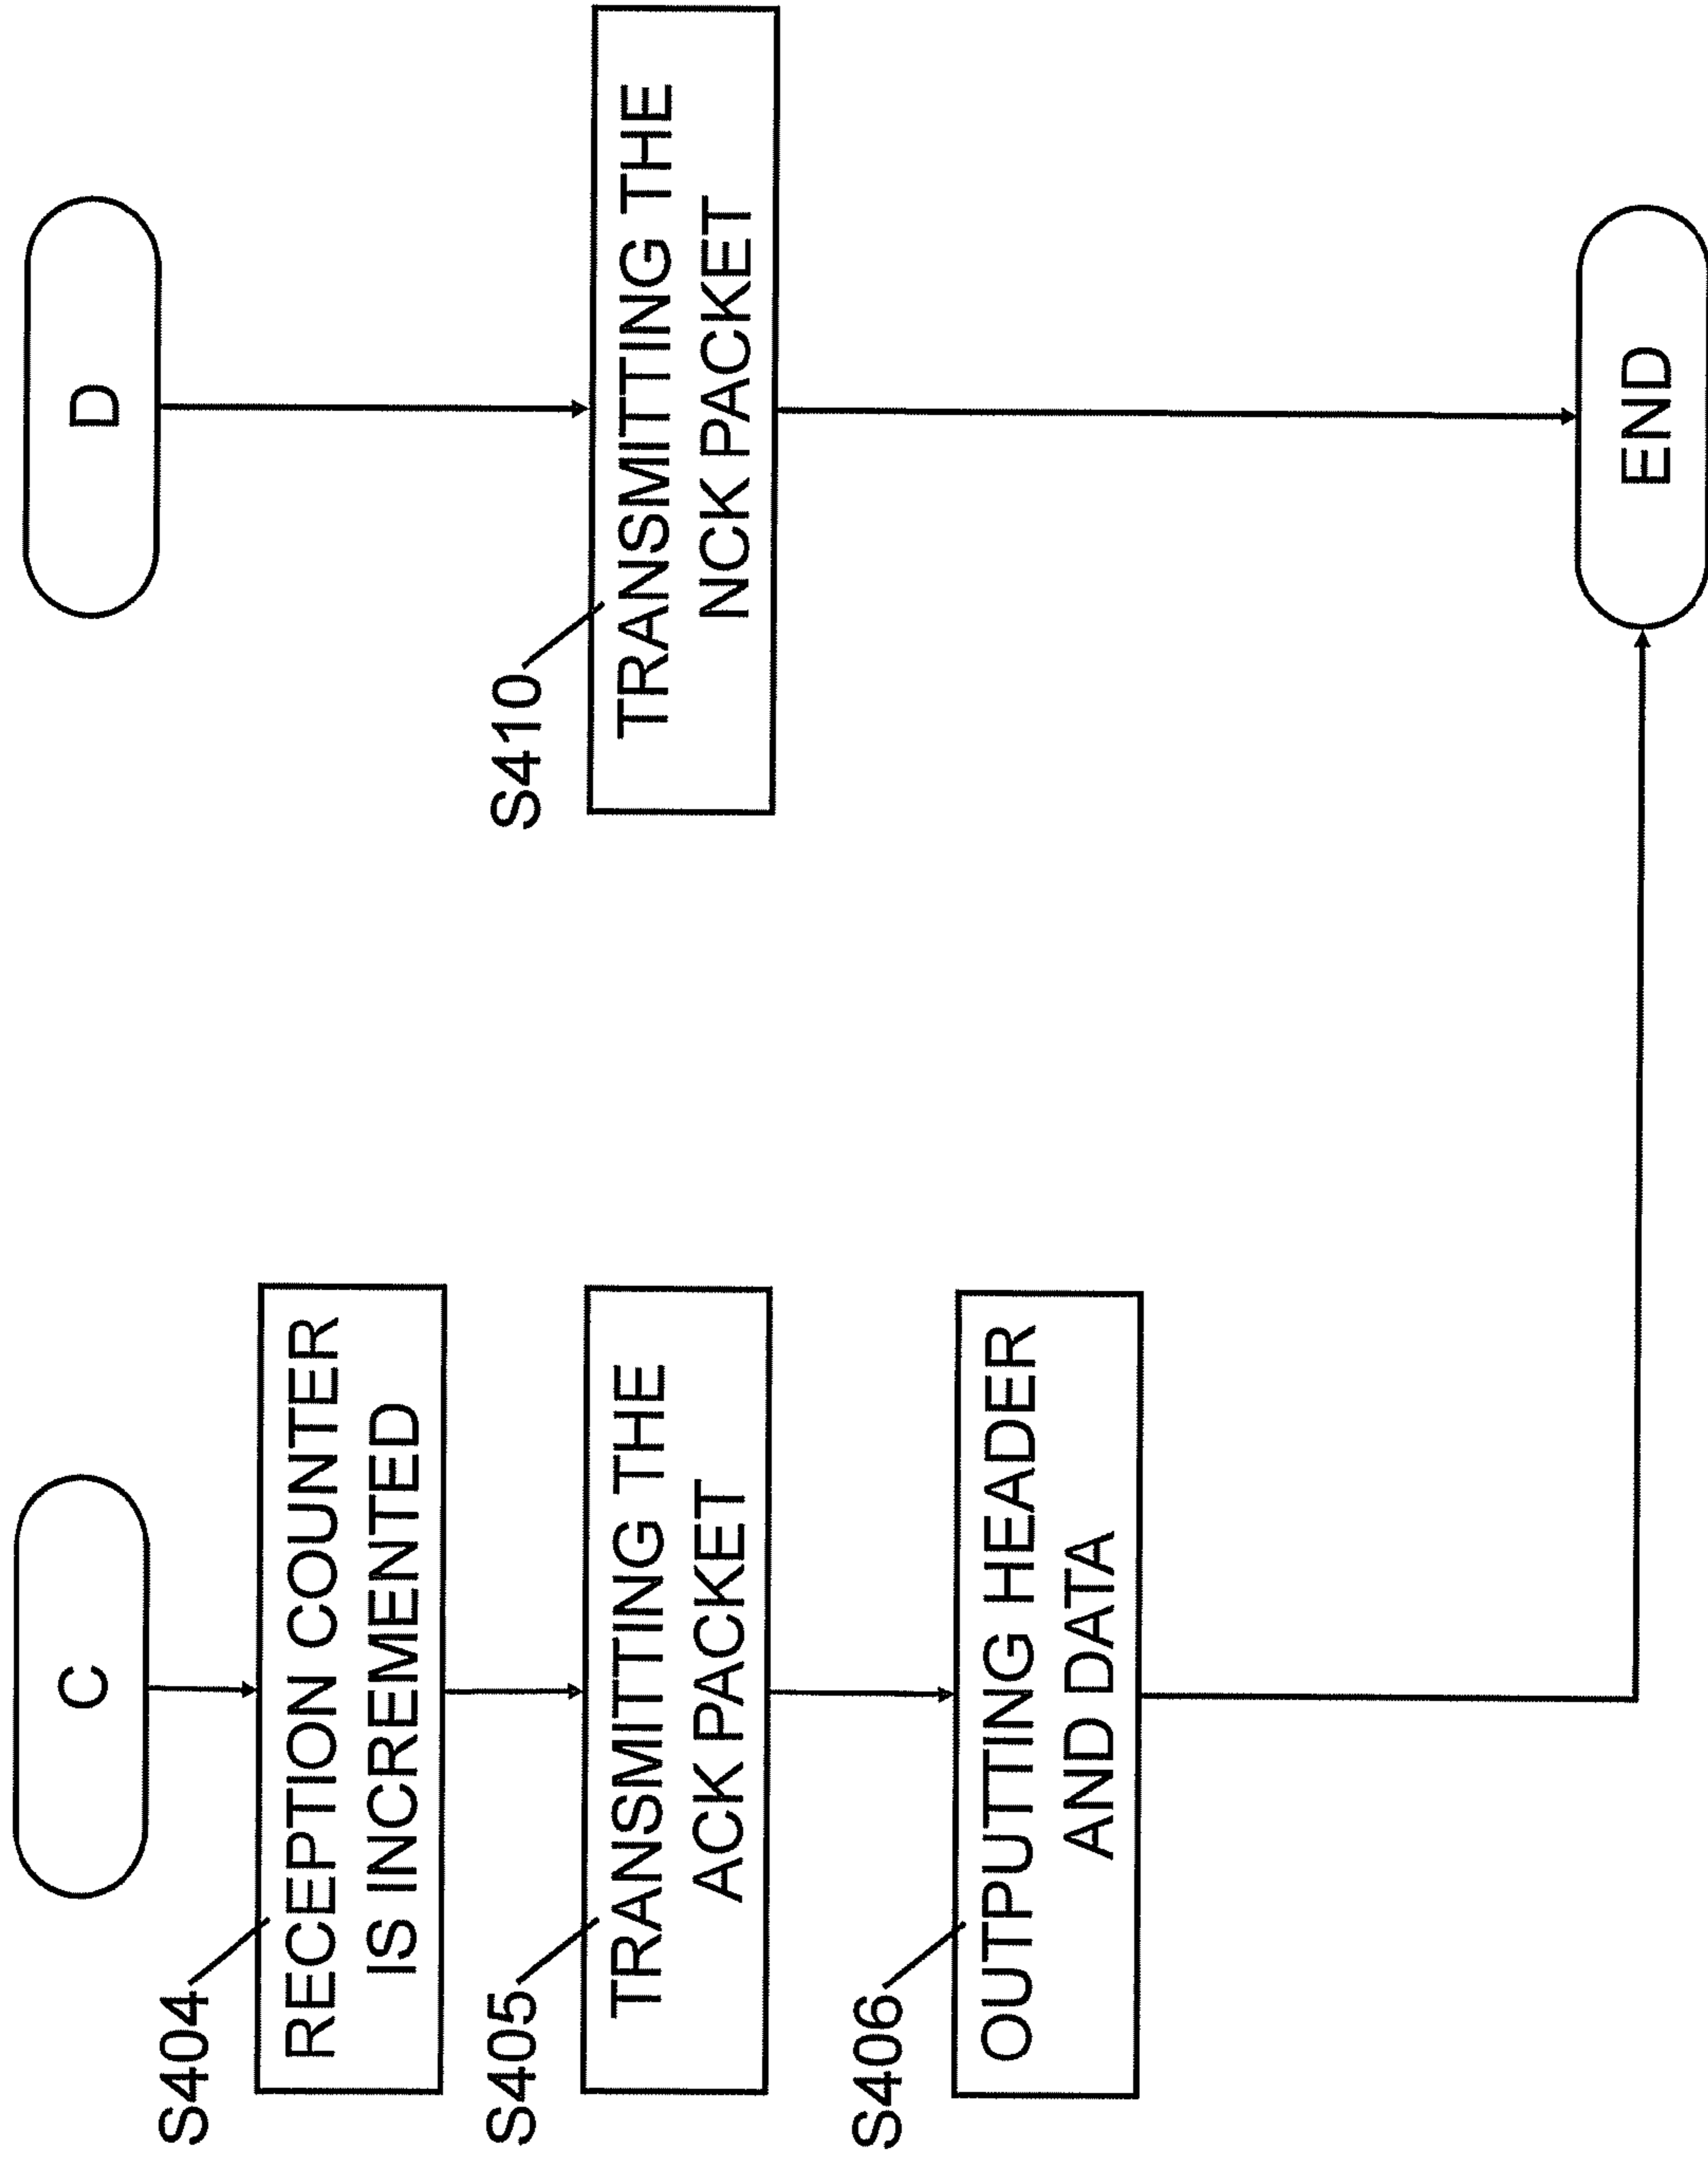 C
S404
RECEPTION COUNTER
IS INCREMENTED
S405
TRANSMITTING THE
ACK PACKET
S406
OUTPUTING HEADER
AND DATA
D
S410
TRANSMITTING THE
NCK PACKET
END